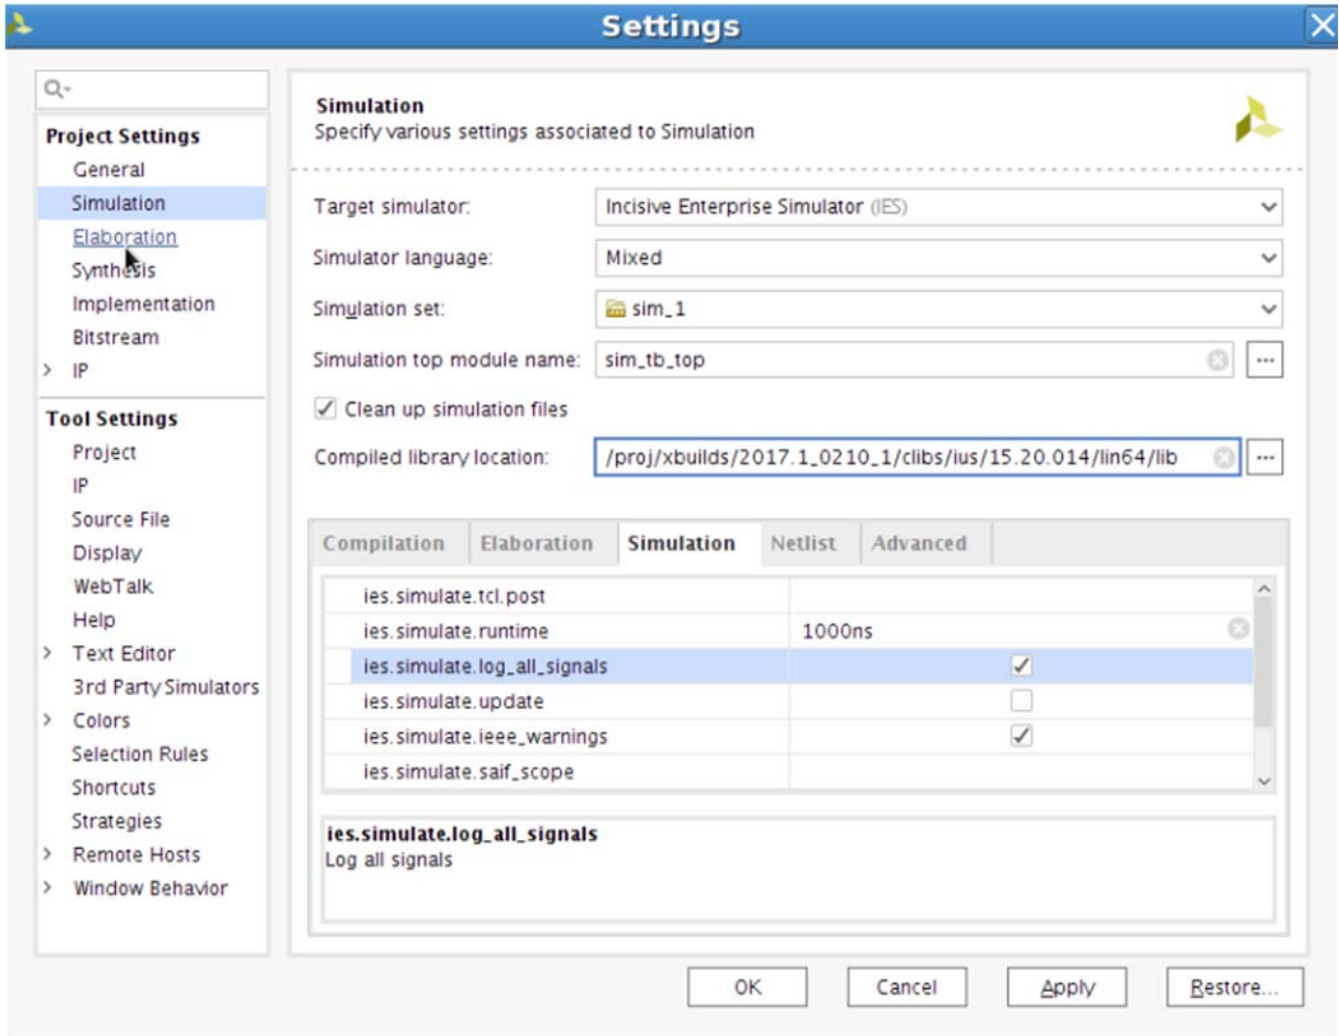 Settings
Project Settings
General
Simulation
Elaboration
Synthesis
Implementation
Bitstream
IP
Tool Settings
Project
IP
Source File
Display
WebTalk
Help
Text Editor
3rd Party Simulators
Colors
Selection Rules
Shortcuts
Strategies
Remote Hosts
Window Behavior
Simulation
Specify various settings associated to Simulation
Target simulator: Incisive Enterprise Simulator (IES)
Simulator language: Mixed
Simulation set: sim_1
Simulation top module name: sim_tb_top ...
Clean up simulation files
Compiled library location: /proj/xbuilds/2017.1_0210_1/clibs/ius/15.20.014/lin64/lib ...
Compilation Elaboration Simulation Netlist Advanced
ies.simulate.tcl.post
ies.simulate.runtime 1000ns
ies.simulate.log_all_signals
ies.simulate.update
ies.simulate.ieee_warnings
ies.simulate.saif_scope
ies.simulate.log_all_signals
Log all signals
OK Cancel Apply Restore...